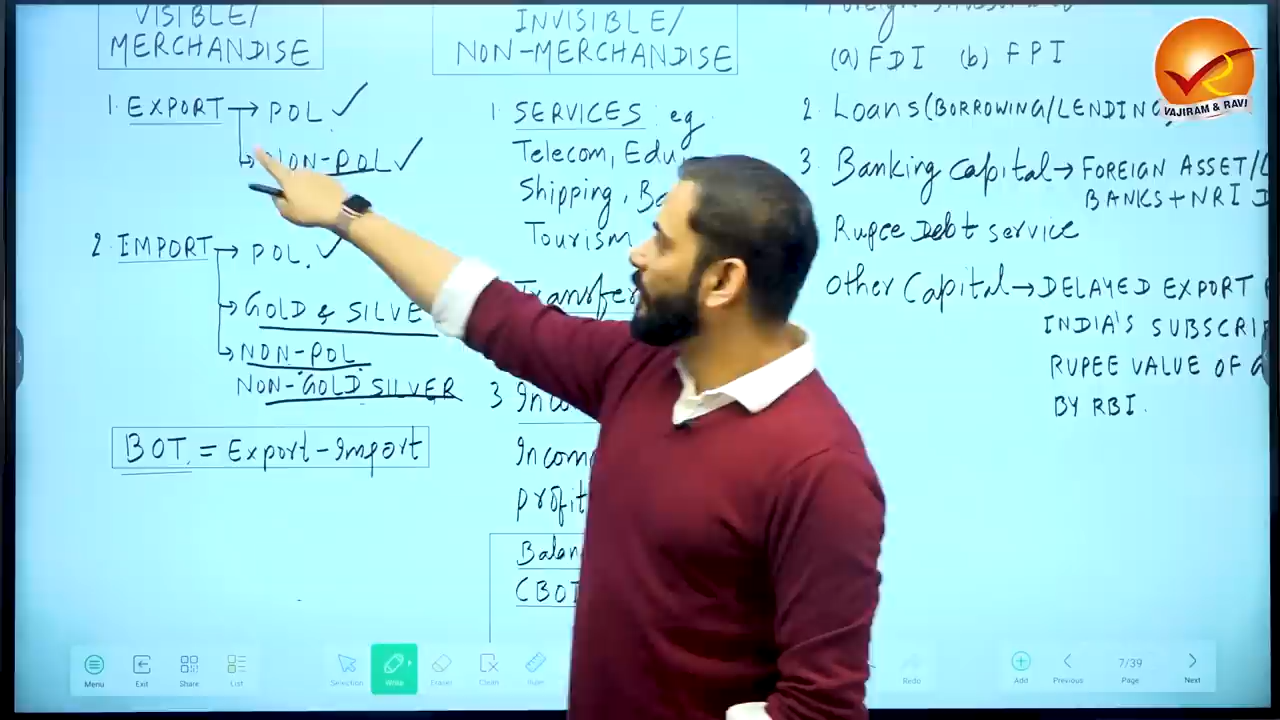 VISIBLE/
MERCHANDISE
1. EXPORT → POL ✓
NON-POL ✓
2. IMPORT → POL. ✓
→ GOLD & SILVE
→ NON-POL
NON-GOLD SILVER
BOT = Export-Import
INVISIBLE/
NON-MERCHANDISE
1. SERVICES : eg
Telecom, Edu
Shipping, Ba
Tourism
Transfer
3 Inco
Incom
profit
Balan
CBOT
(a) FDI (b) FPI
2. Loans (BORROWING/LENDING
3. Banking Capital → FOREIGN ASSET/L
BANKS + NRI D
Rupee Debt service
Other Capital → DELAYED EXPORT
INDIA'S SUBSCRI
RUPEE VALUE OF
BY RBI.
VAJIRAM & RAVI
Menu Exit Share List Selection Write Eraser Clean Ruler Redo Add Previous 7/39 Page Next